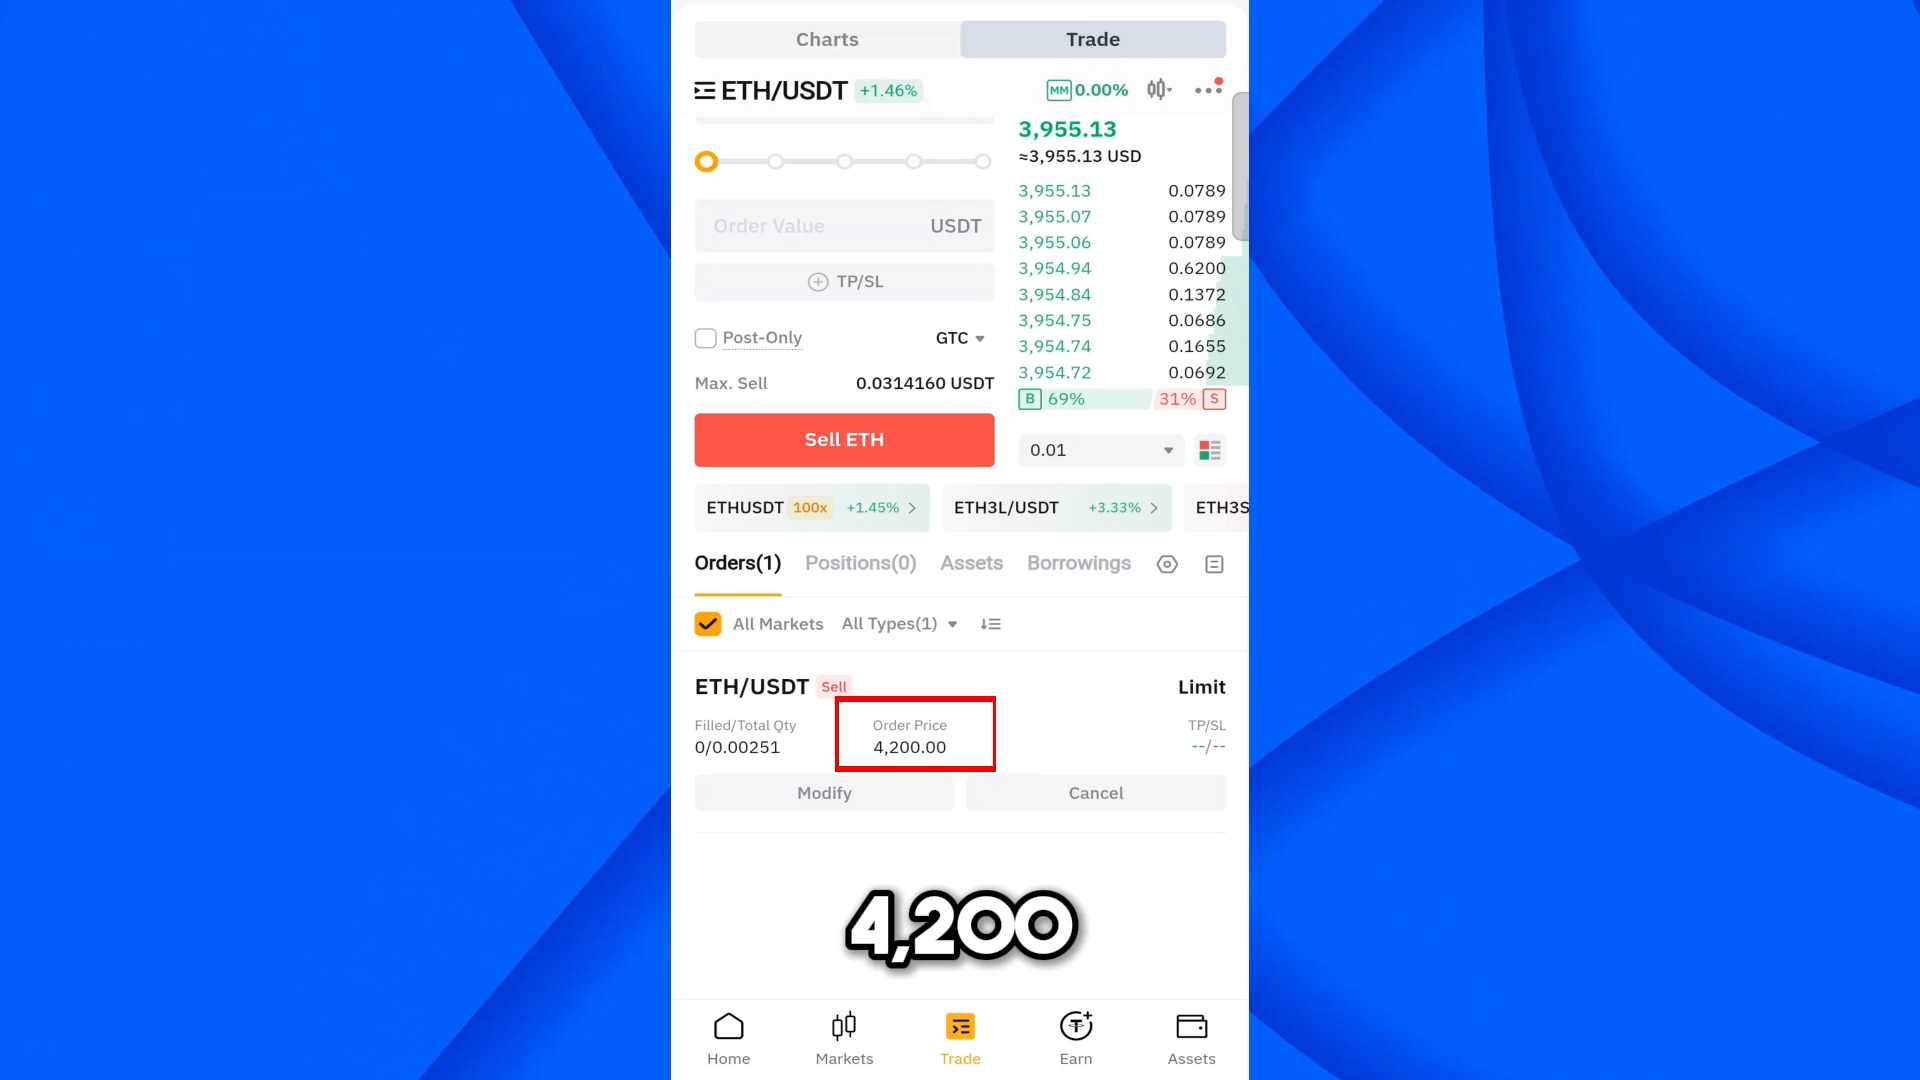 Charts Trade
ETH/USDT +1.46% MM 0.00%
3,955.13
≈3,955.13 USD
3,955.13 0.0789
3,955.07 0.0789
3,955.06 0.0789
3,954.94 0.6200
3,954.84 0.1372
3,954.75 0.0686
3,954.74 0.1655
3,954.72 0.0692
B 69% 31% S
0.01
Order Value USDT
TP/SL
Post-Only GTC
Max. Sell 0.0314160 USDT
Sell ETH
ETHUSDT 100x +1.45% ETH3L/USDT +3.33% ETH3S
Orders(1) Positions(0) Assets Borrowings
All Markets All Types(1)
ETH/USDT Sell Limit
Filled/Total Qty Order Price TP/SL
0/0.00251 4,200.00 --/--
Modify Cancel
4,200
Home Markets Trade Earn Assets